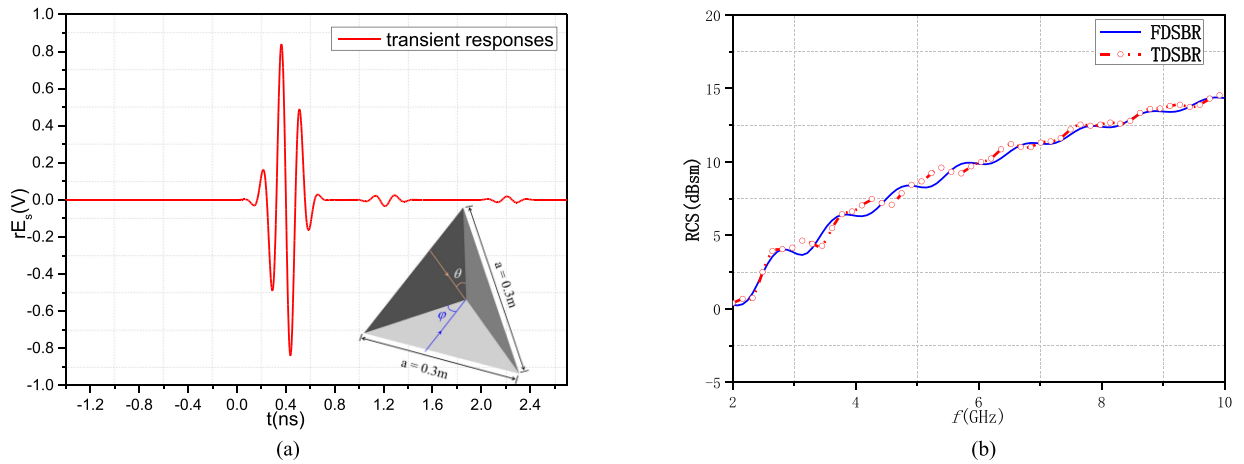 1.0
0.8
0.6
0.4
0.2
0.0
-0.2
-0.4
-0.6
-0.8
-1.0
rEs(V)
transient responses
θ
φ
a = 0.3m
a = 0.3m
-1.2 -0.8 -0.4 0.0 0.4 0.8 1.2 1.6 2.0 2.4
t(ns)
(a)
20
15
10
5
0
-5
RCS(dBsm)
FDSBR
TDSBR
2 4 6 8 10
f(GHz)
(b)